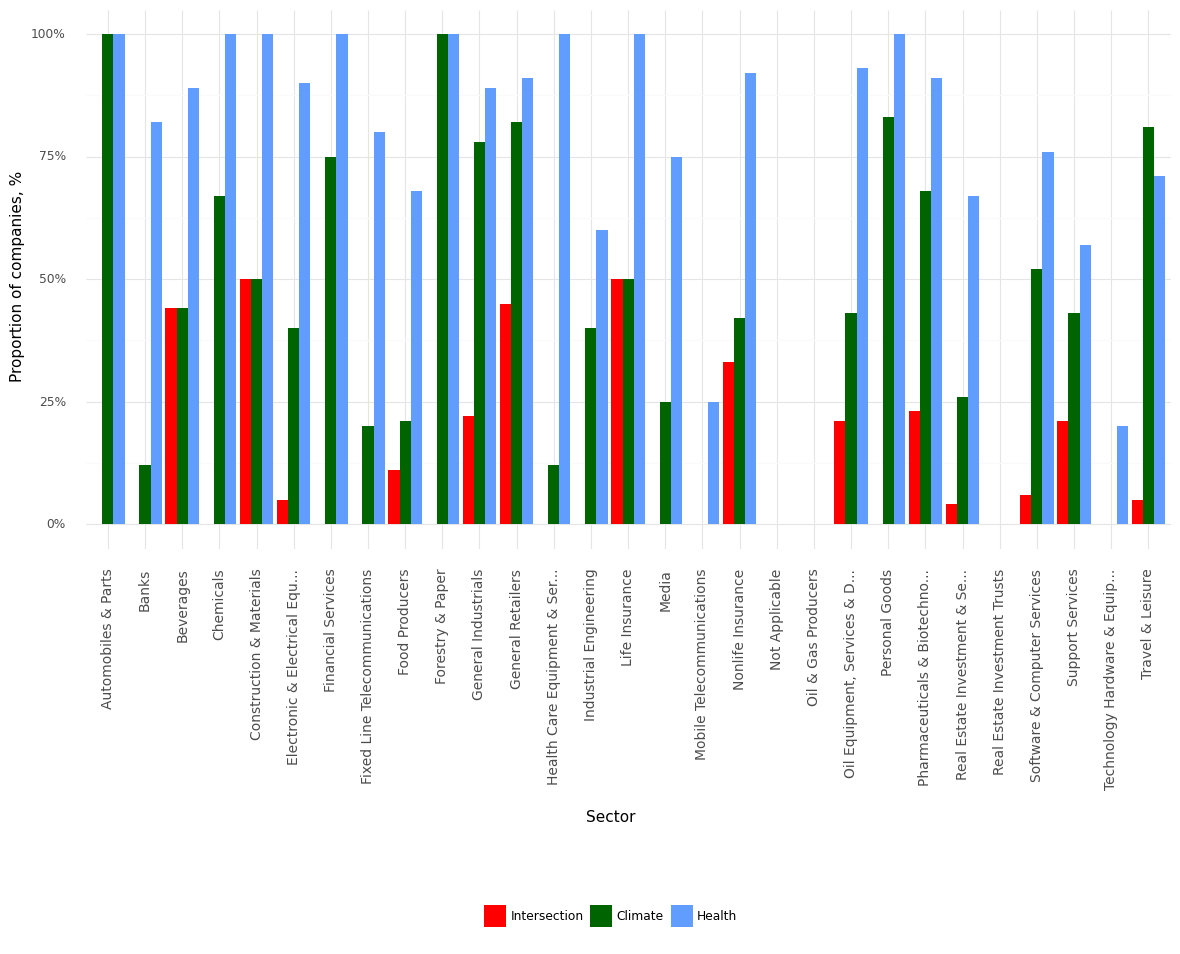 Proportion of companies, %
100%
75%
50%
25%
0%
Automobiles & Parts
Banks
Beverages
Chemicals
Construction & Materials
Electronic & Electrical Equ...
Financial Services
Fixed Line Telecommunications
Food Producers
Forestry & Paper
General Industrials
General Retailers
Health Care Equipment & Ser...
Industrial Engineering
Life Insurance
Media
Mobile Telecommunications
Nonlife Insurance
Not Applicable
Oil & Gas Producers
Oil Equipment, Services & D...
Personal Goods
Pharmaceuticals & Biotechno...
Real Estate Investment & Se...
Real Estate Investment Trusts
Software & Computer Services
Support Services
Technology Hardware & Equip...
Travel & Leisure
Sector
Intersection
Climate
Health